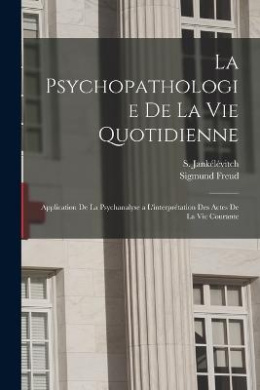 La
Psychopathologi
e De La Vie
Quotidienne
S. Jankélévitch
Sigmund Freud
Application De La Psychanalyse a L'interprétation Des Actes De
La Vie Courante